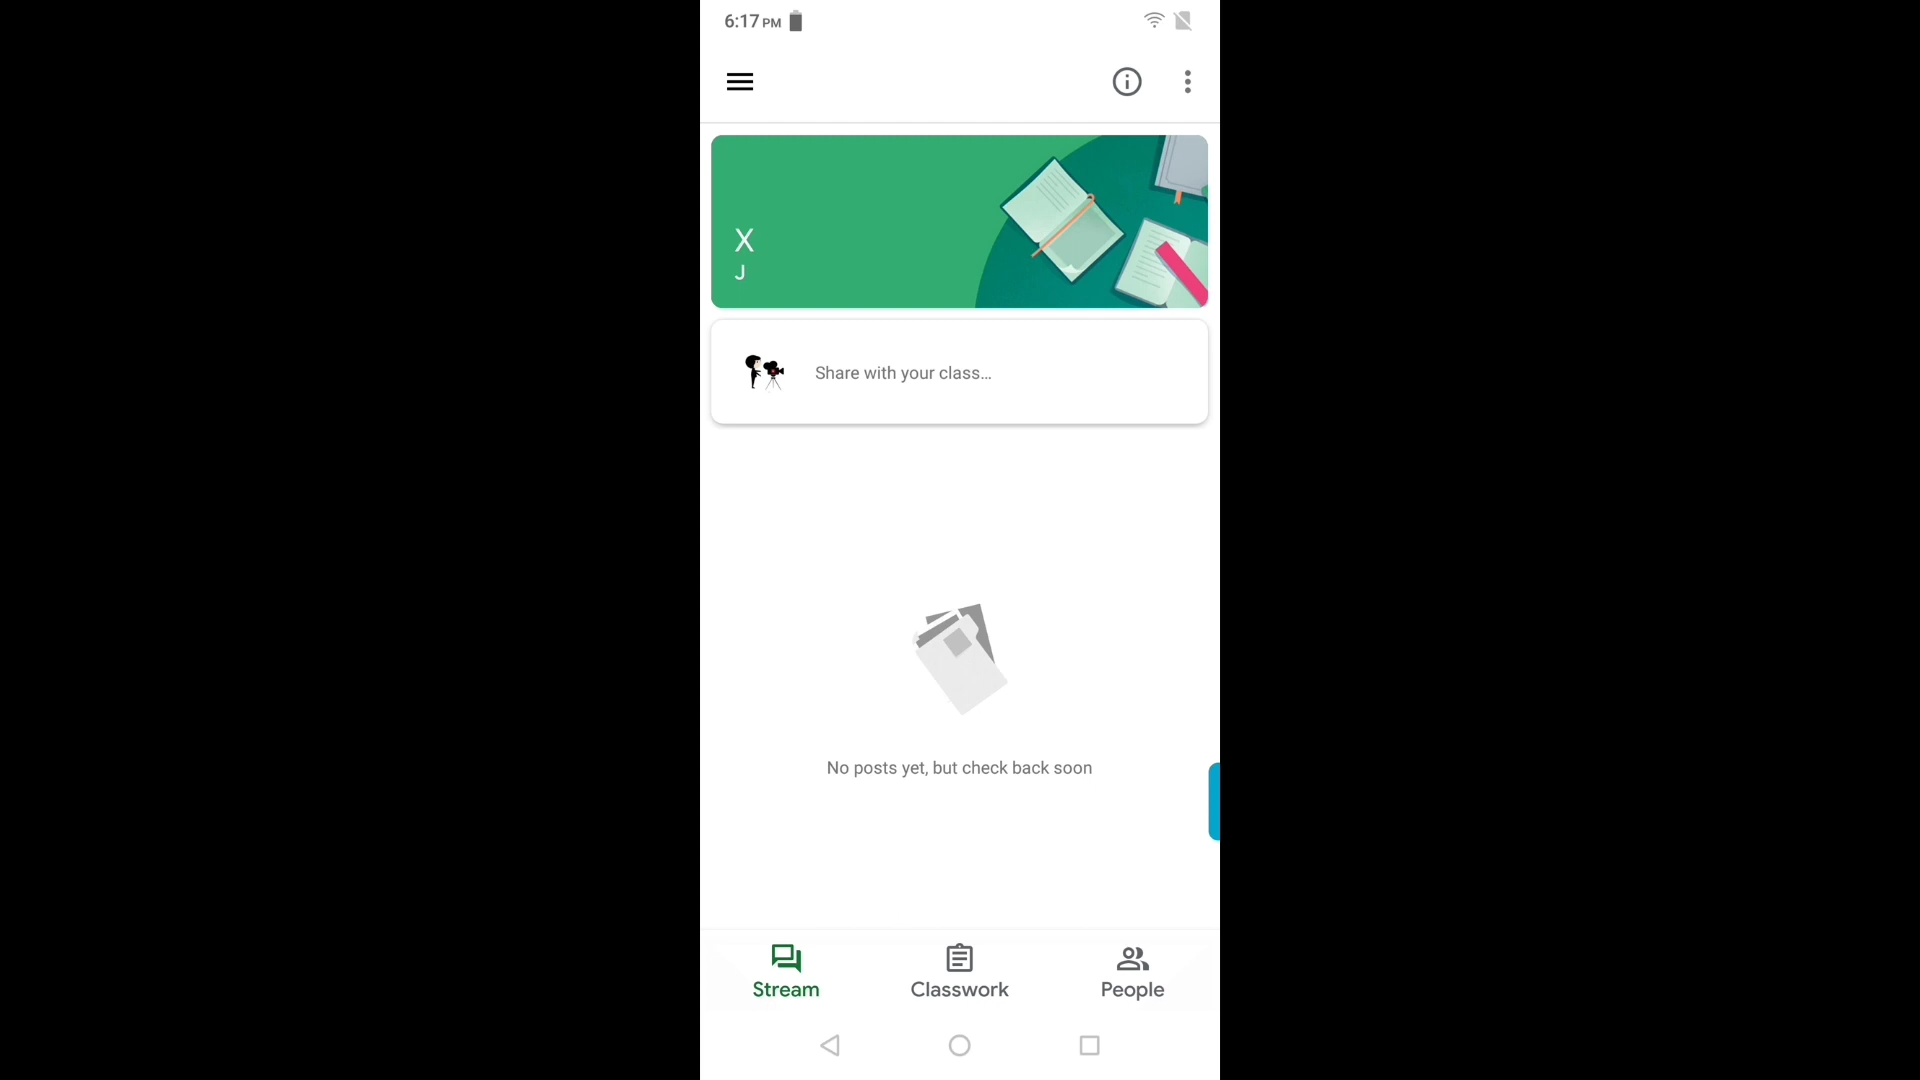 6:17 PM
X
J
Share with your class...
No posts yet, but check back soon
Stream
Classwork
People